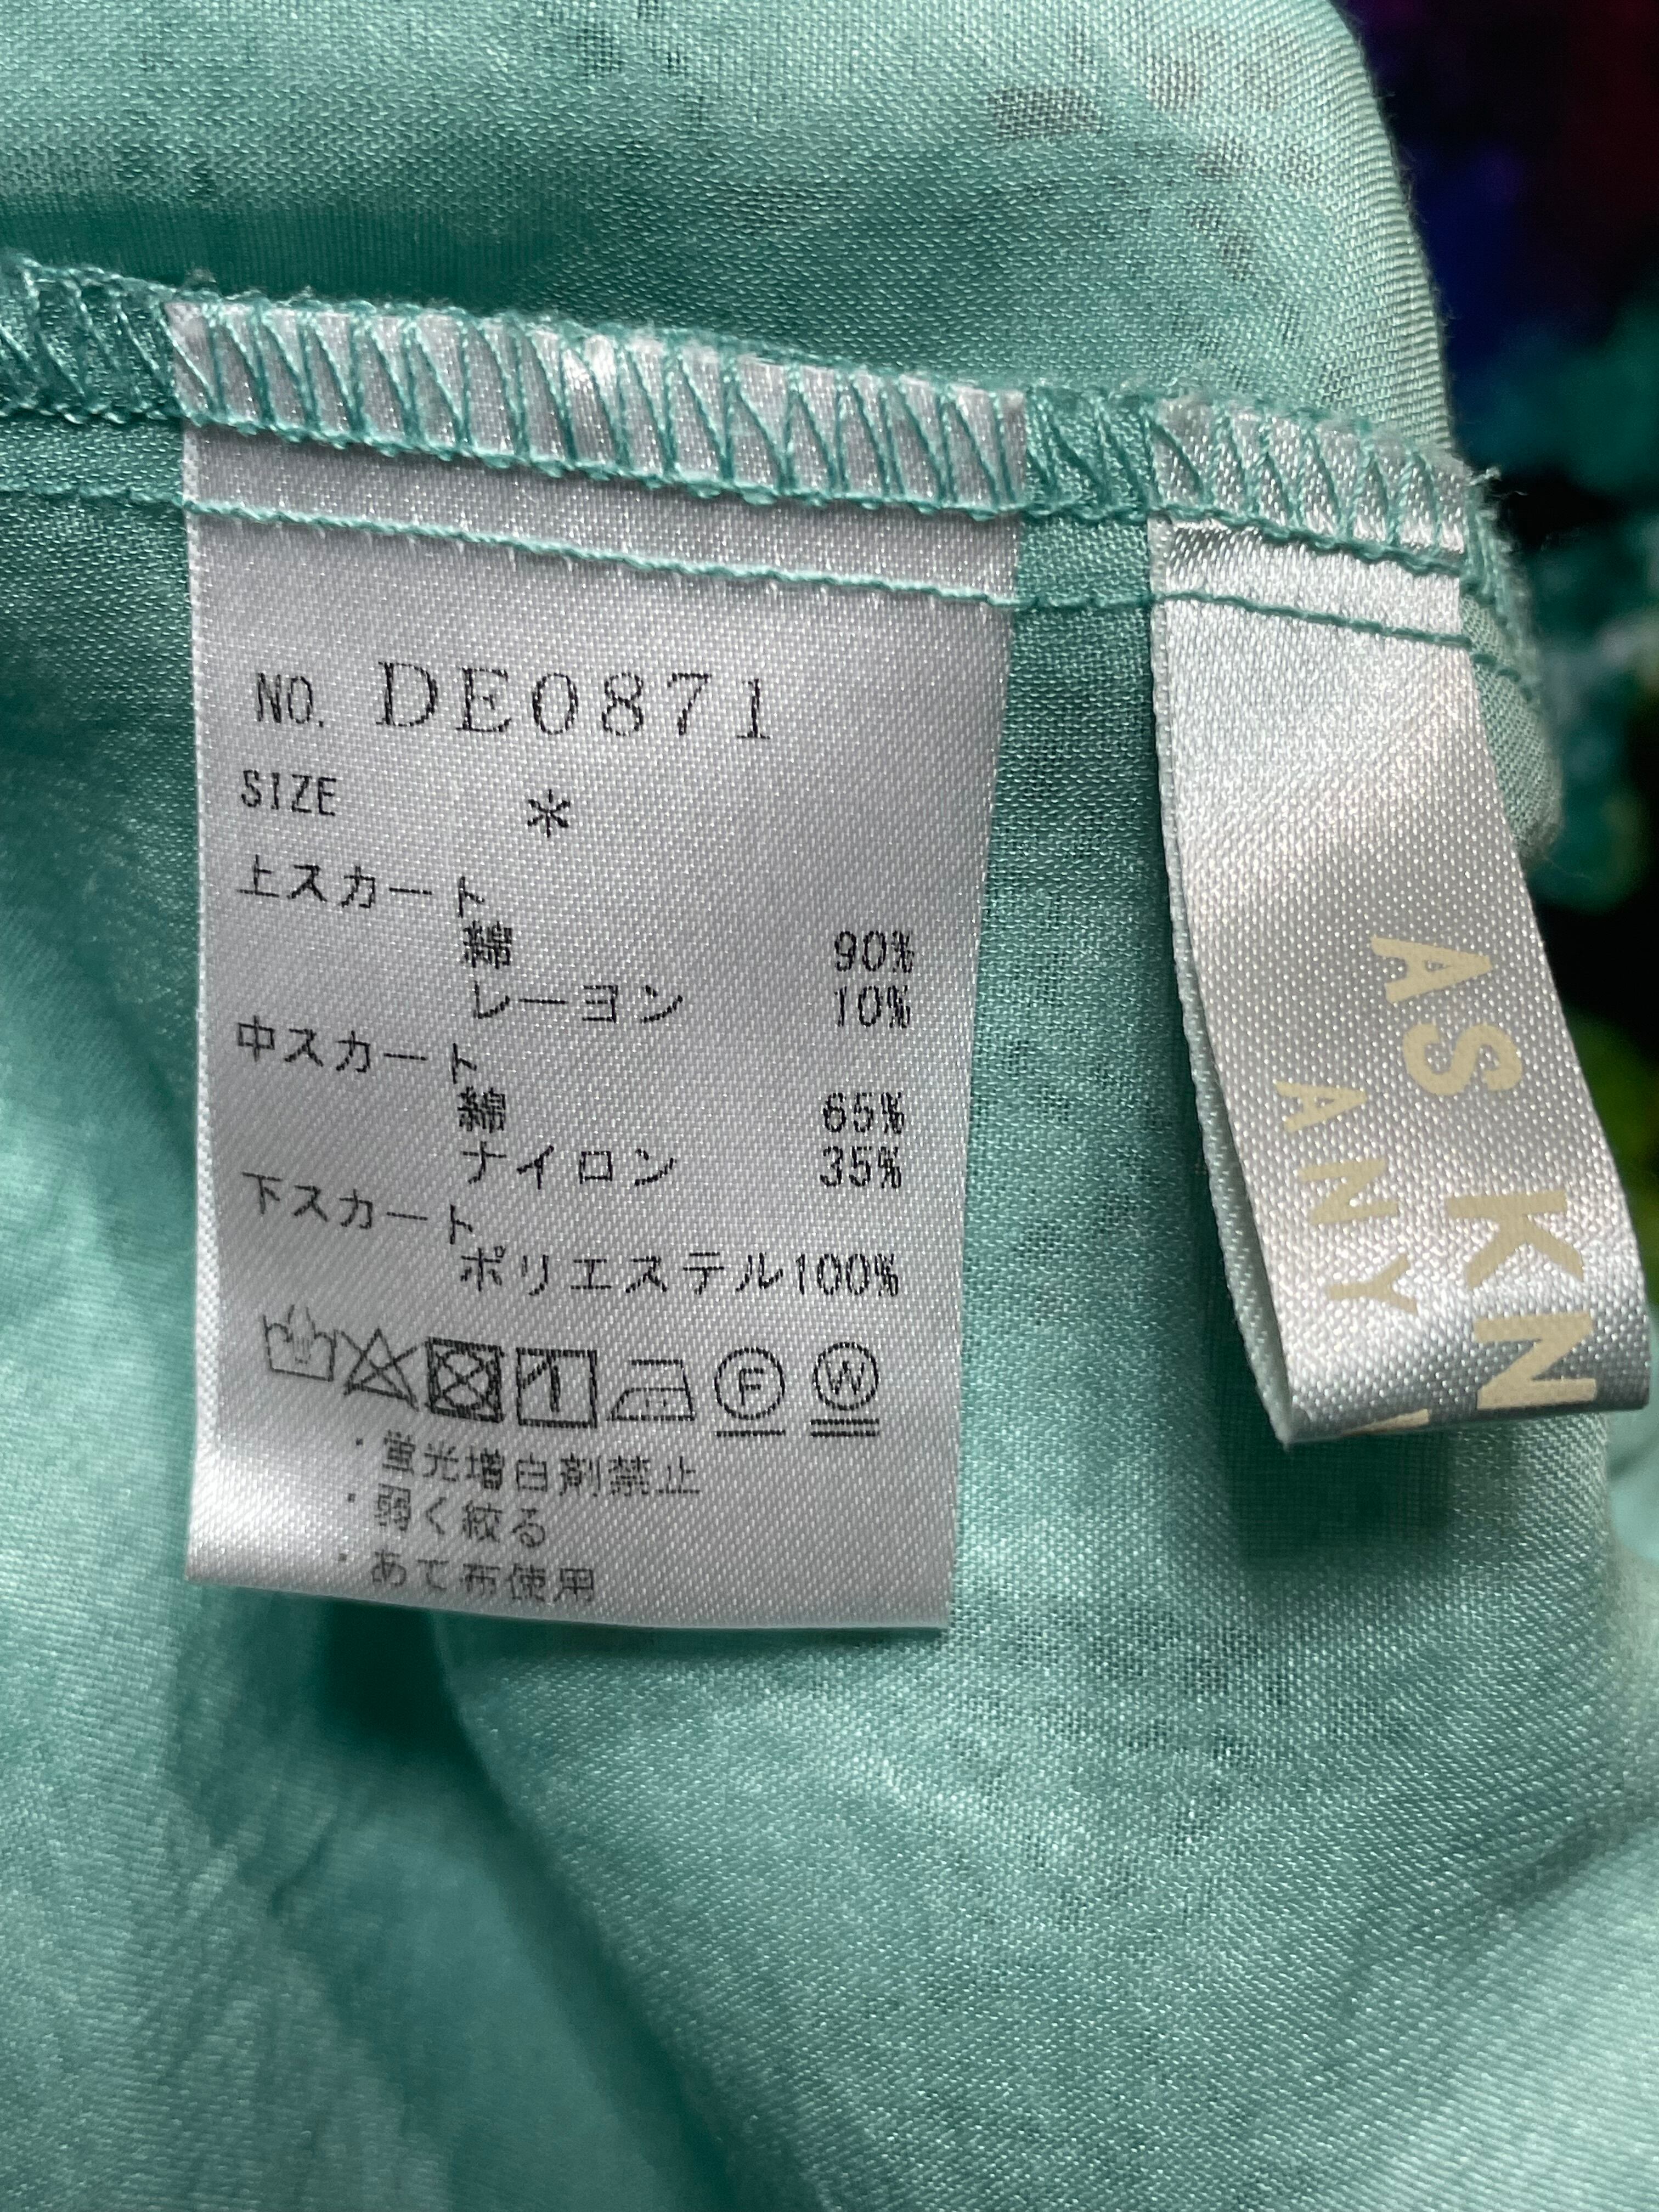 NO. DE0871
SIZE *
上スカート
綿 90%
レーヨン 10%
中スカート
綿 65%
ナイロン 35%
下スカート
ポリエステル100%
F W
・蛍光増白剤禁止
・弱く絞る
・あて布使用
AS KN
ANY